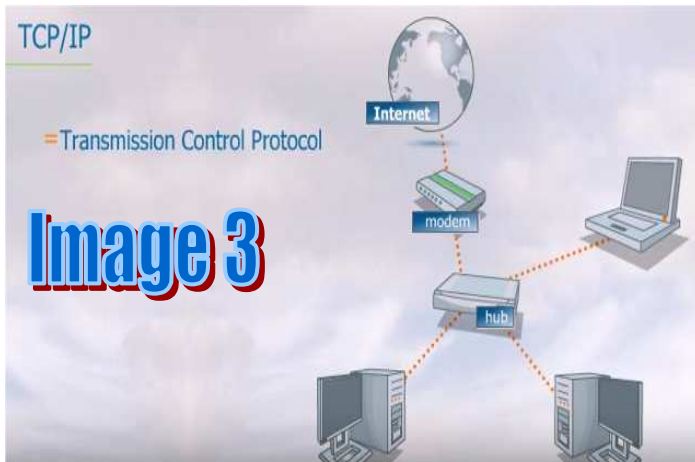 TCP/IP
Internet
=Transmission Control Protocol
Image 3
modem
hub